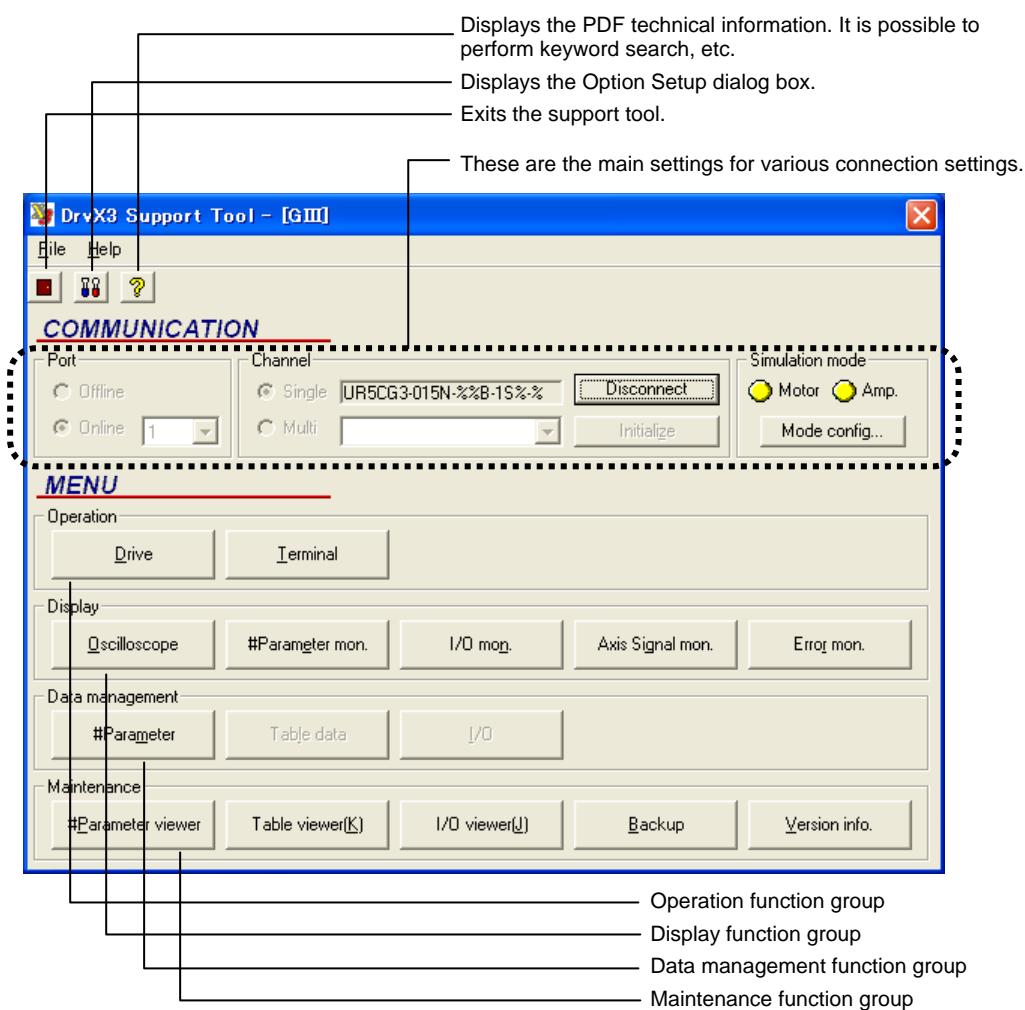 Displays the PDF technical information. It is possible to
perform keyword search, etc.
Displays the Option Setup dialog box.
Exits the support tool.
These are the main settings for various connection settings.
DrvX3 Support Tool - [GIII]
File Help
COMMUNICATION
Port
Channel
Simulation mode
Offline
Single UR5CG3-015N-%%B-1S%-% Disconnect
Motor Amp.
Online 1
Multi
Initialize
Mode config...
MENU
Operation
Drive Terminal
Display
Oscilloscope #Parameter mon. I/O mon. Axis Signal mon. Error mon.
Data management
#Parameter Table data I/O
Maintenance
#Parameter viewer Table viewer(K) I/O viewer(J) Backup Version info.
Operation function group
Display function group
Data management function group
Maintenance function group